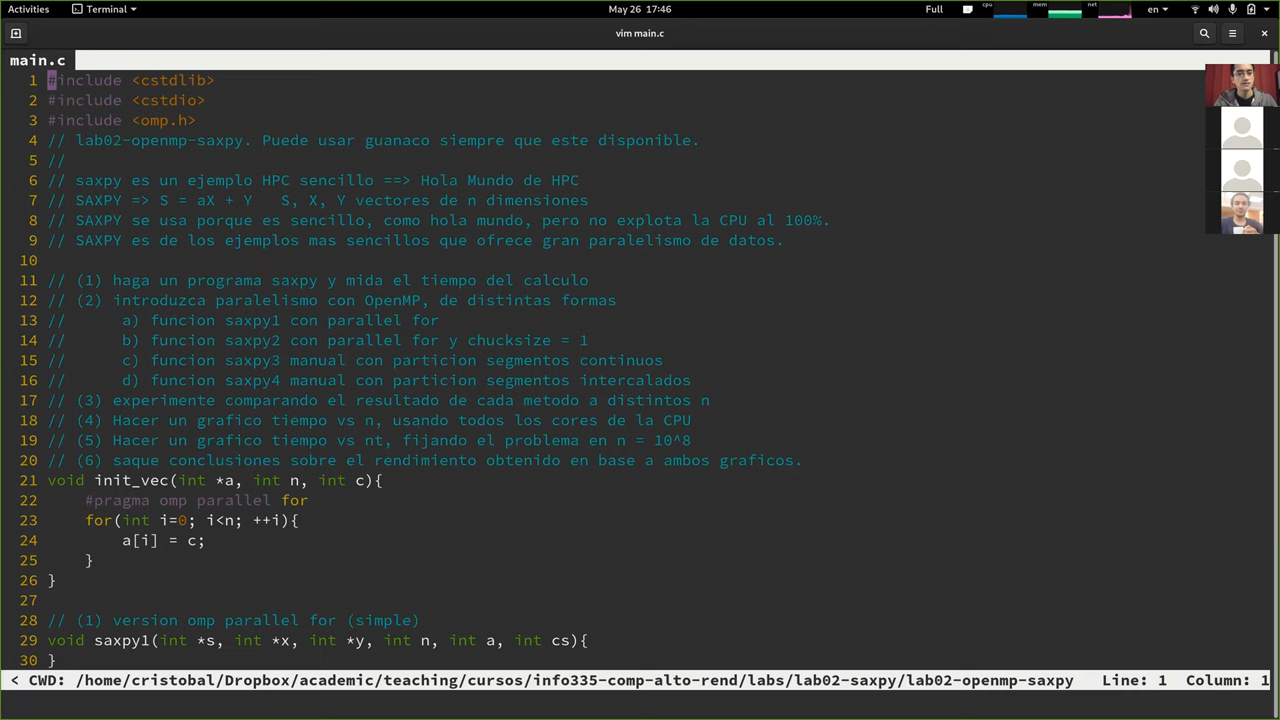 Activities Terminal May 26 17:46 Full cpu mem net en
vim main.c
main.c
1 #include <cstdlib>
2 #include <cstdio>
3 #include <omp.h>
4 // lab02-openmp-saxpy. Puede usar guanaco siempre que este disponible.
5 //
6 // saxpy es un ejemplo HPC sencillo ==> Hola Mundo de HPC
7 // SAXPY => S = aX + Y   S, X, Y vectores de n dimensiones
8 // SAXPY se usa porque es sencillo, como hola mundo, pero no explota la CPU al 100%.
9 // SAXPY es de los ejemplos mas sencillos que ofrece gran paralelismo de datos.
10
11 // (1) haga un programa saxpy y mida el tiempo del calculo
12 // (2) introduzca paralelismo con OpenMP, de distintas formas
13 //      a) funcion saxpy1 con parallel for
14 //      b) funcion saxpy2 con parallel for y chucksize = 1
15 //      c) funcion saxpy3 manual con particion segmentos continuos
16 //      d) funcion saxpy4 manual con particion segmentos intercalados
17 // (3) experimente comparando el resultado de cada metodo a distintos n
18 // (4) Hacer un grafico tiempo vs n, usando todos los cores de la CPU
19 // (5) Hacer un grafico tiempo vs nt, fijando el problema en n = 10^8
20 // (6) saque conclusiones sobre el rendimiento obtenido en base a ambos graficos.
21 void init_vec(int *a, int n, int c){
22     #pragma omp parallel for
23     for(int i=0; i<n; ++i){
24         a[i] = c;
25     }
26 }
27
28 // (1) version omp parallel for (simple)
29 void saxpy1(int *s, int *x, int *y, int n, int a, int cs){
30 }
< CWD: /home/cristobal/Dropbox/academic/teaching/cursos/info335-comp-alto-rend/labs/lab02-saxpy/lab02-openmp-saxpy   Line: 1  Column: 1